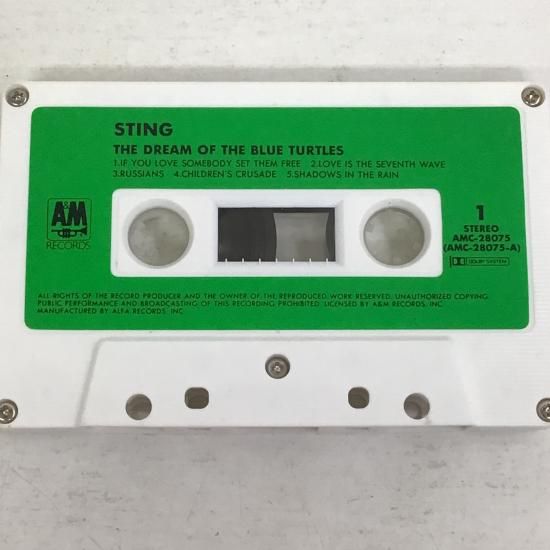 STING
THE DREAM OF THE BLUE TURTLES
1.IF YOU LOVE SOMEBODY SET THEM FREE 2.LOVE IS THE SEVENTH WAVE
3.RUSSIANS 4.CHILDREN'S CRUSADE 5.SHADOWS IN THE RAIN
A&M
RECORDS
1
STEREO
AMC-28075
(AMC-28075-A)
DOLBY SYSTEM
ALL RIGHTS OF THE RECORD PRODUCER AND THE OWNER OF THE REPRODUCED WORK RESERVED. UNAUTHORIZED COPYING
PUBLIC PERFORMANCE AND BROADCASTING OF THIS RECORDING PROHIBITED. LICENSED BY A&M RECORDS, INC
MANUFACTURED BY ALFA RECORDS, INC